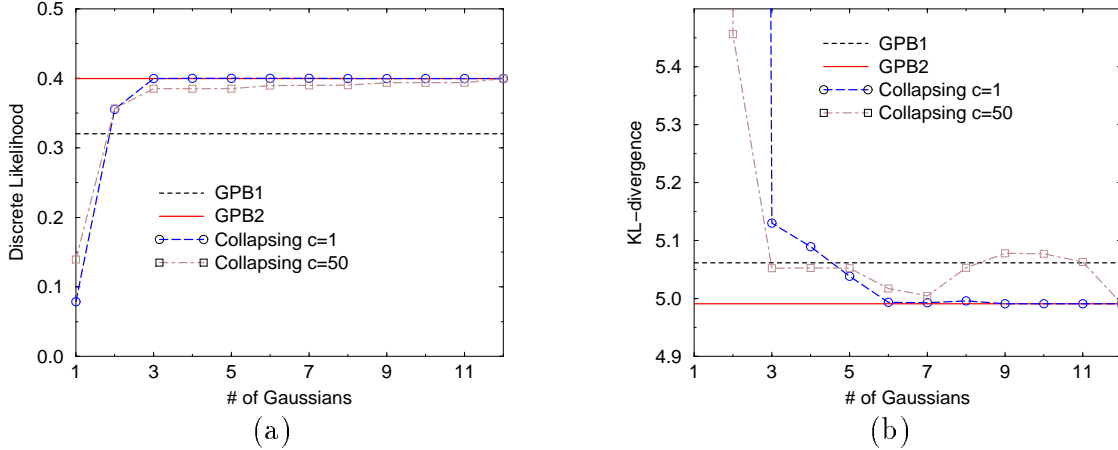 0.5
0.4
0.3
0.2
0.1
0.0
Discrete Likelihood
GPB1
GPB2
Collapsing c=1
Collapsing c=50
1 3 5 7 9 11
# of Gaussians
(a)
5.4
5.3
5.2
5.1
5.0
4.9
KL−divergence
GPB1
GPB2
Collapsing c=1
Collapsing c=50
1 3 5 7 9 11
# of Gaussians
(b)